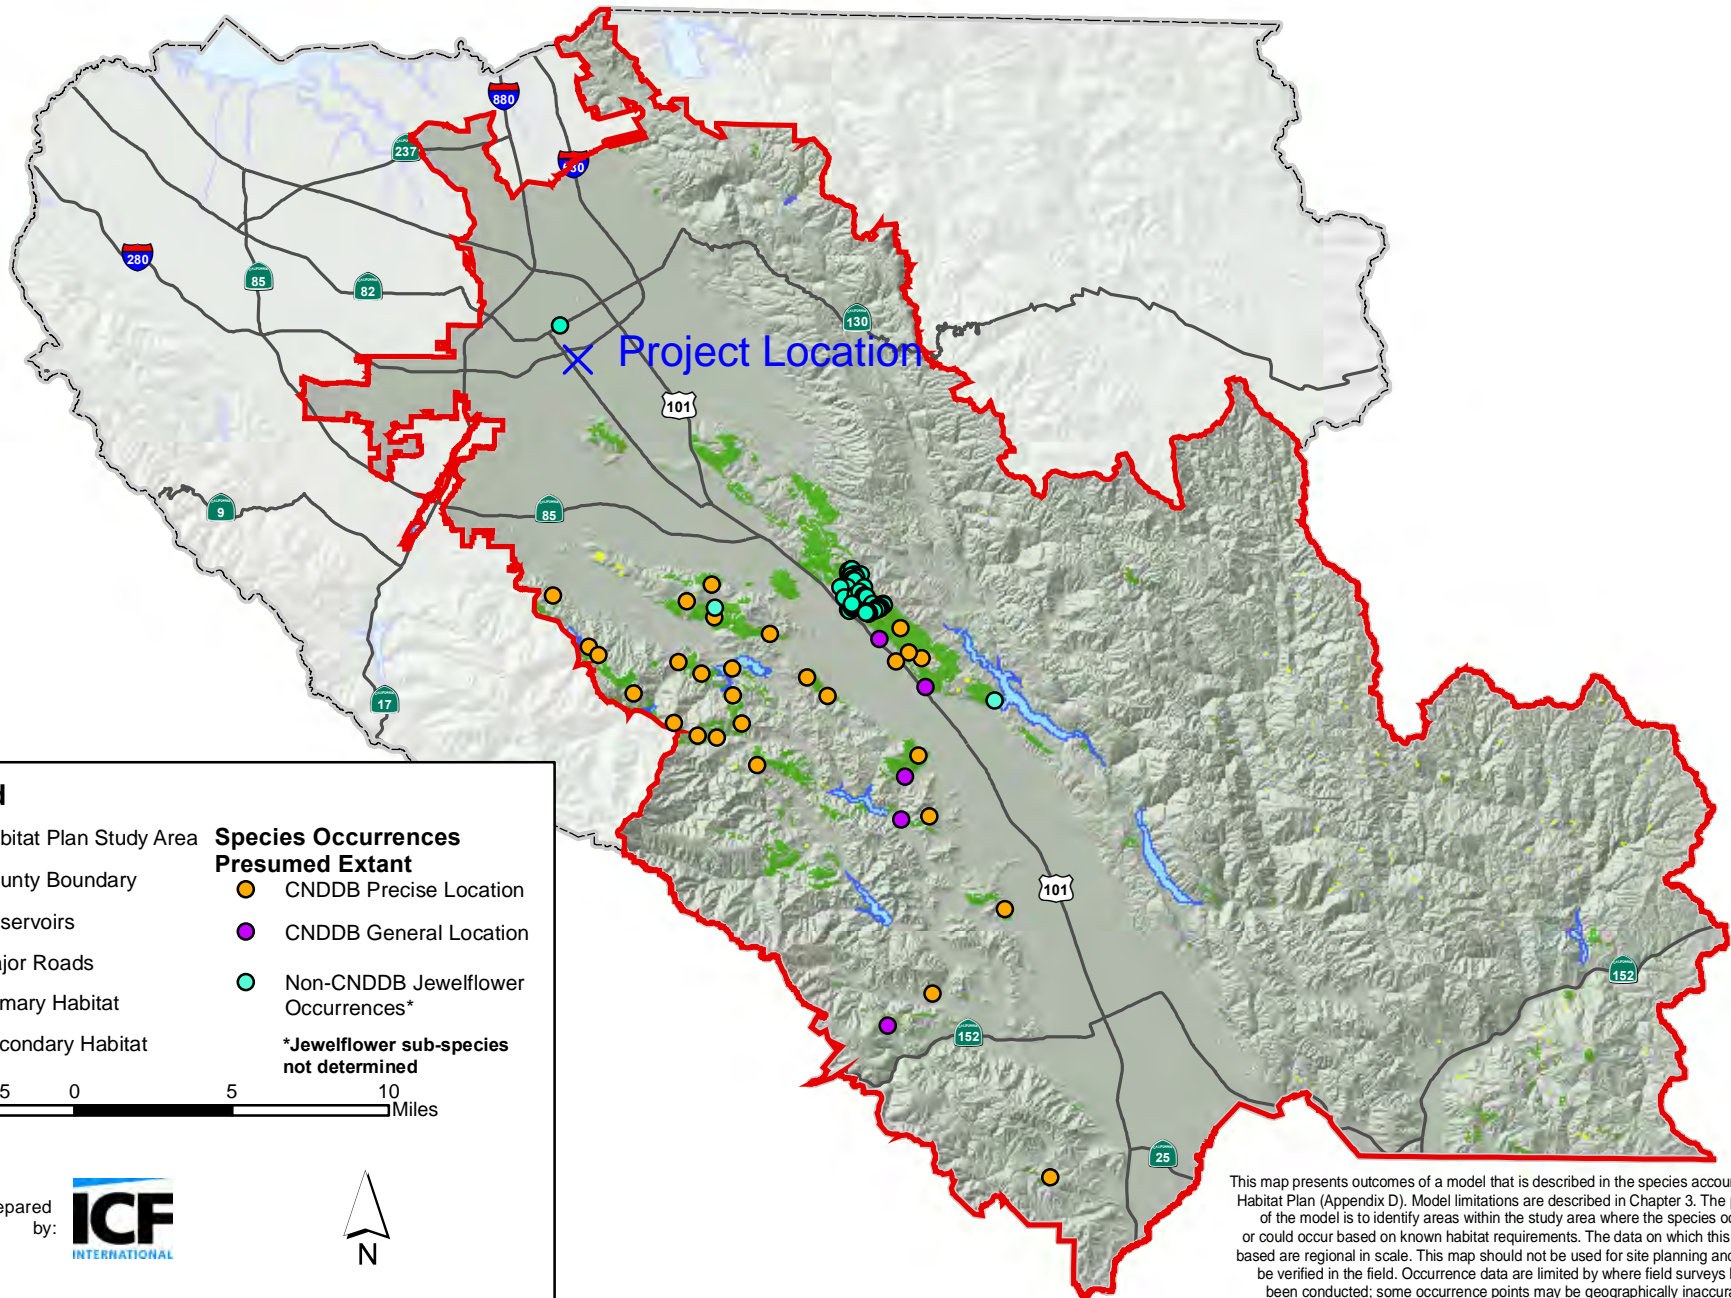 880
237
680
280
85
82
130
Project Location
101
9
85
17
Species Occurrences
Presumed Extant
bitat Plan Study Area
unty Boundary
servoirs
ajor Roads
mary Habitat
condary Habitat
CNDDB Precise Location
CNDDB General Location
Non-CNDDB Jewelflower
Occurrences*
*Jewelflower sub-species
not determined
5 0 5 10
Miles
epared
by:
ICF
INTERNATIONAL
N
101
152
152
25
This map presents outcomes of a model that is described in the species accou
Habitat Plan (Appendix D). Model limitations are described in Chapter 3. The
of the model is to identify areas within the study area where the species oc
or could occur based on known habitat requirements. The data on which this
based are regional in scale. This map should not be used for site planning and
be verified in the field. Occurrence data are limited by where field surveys
been conducted; some occurrence points may be geographically inaccura